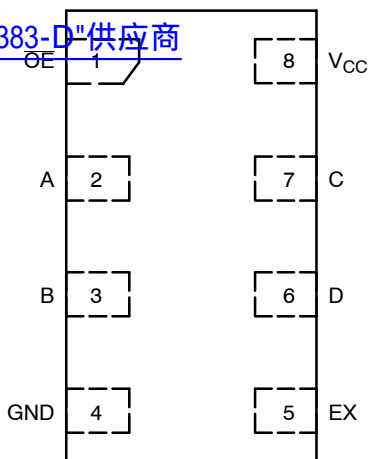 383-D"供应商
OE 1 8 VCC
A 2 7 C
B 3 6 D
GND 4 5 EX